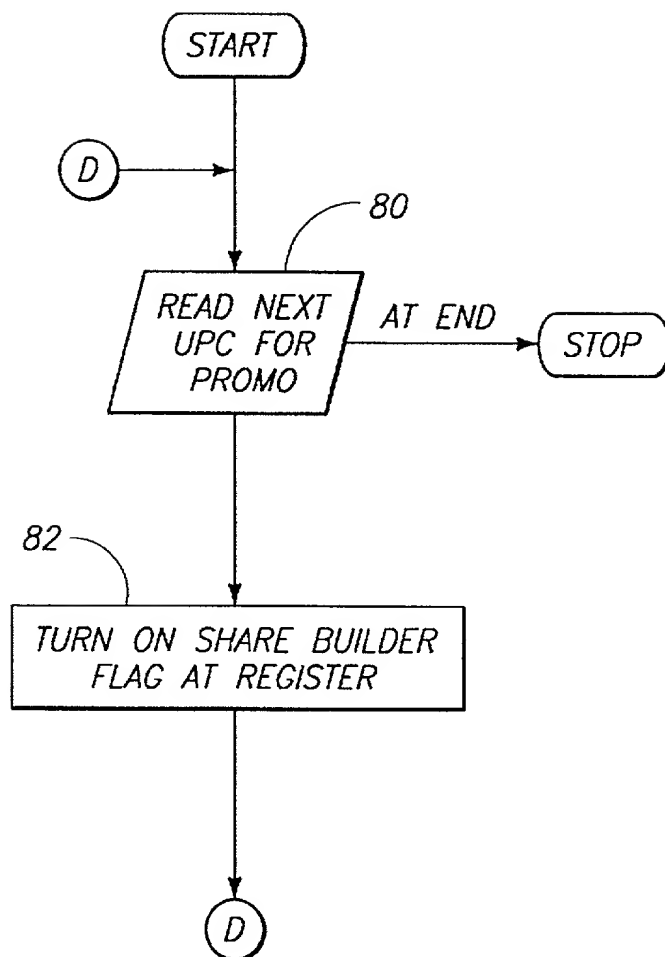 START
D
80
READ NEXT
UPC FOR
PROMO
AT END
STOP
82
TURN ON SHARE BUILDER
FLAG AT REGISTER
D